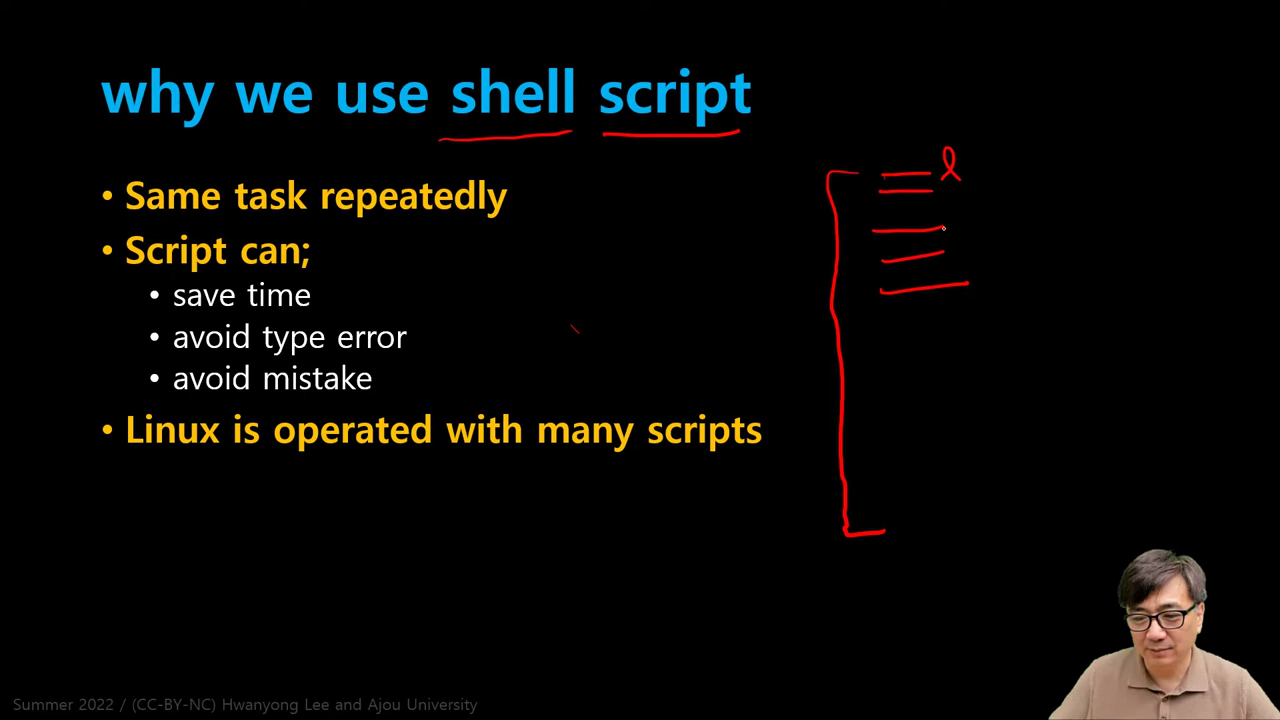 why we use shell script
• Same task repeatedly
• Script can;
• save time
• avoid type error
• avoid mistake
• Linux is operated with many scripts
Summer 2022 / (CC-BY-NC) Hwanyong Lee and Ajou University